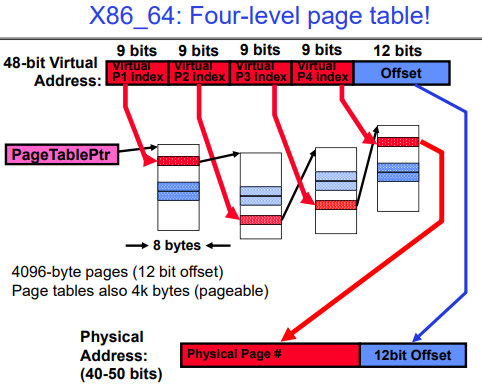 X86_64: Four-level page table!
9 bits 9 bits 9 bits 9 bits 12 bits
48-bit Virtual
Address:
Virtual
P1 index
Virtual
P2 index
Virtual
P3 index
Virtual
P4 index
Offset
PageTablePtr
8 bytes
4096-byte pages (12 bit offset)
Page tables also 4k bytes (pageable)
Physical
Address:
(40-50 bits)
Physical Page #
12bit Offset